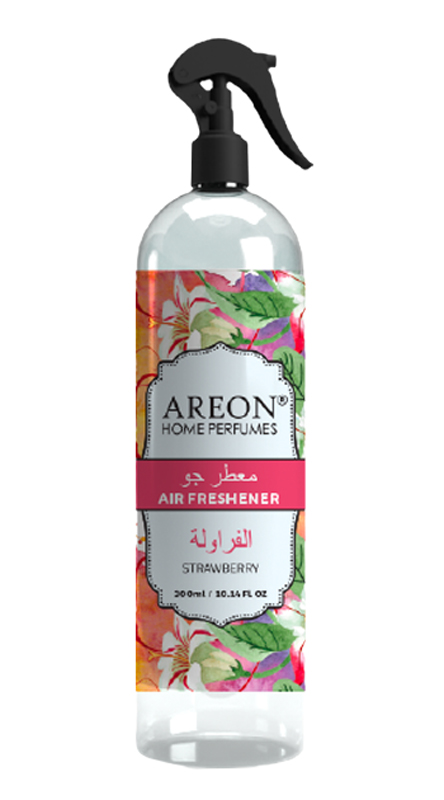 AREON®
HOME PERFUMES
معطر جو
AIR FRESHENER
الفراولة
STRAWBERRY
300ml / 10.14 FL OZ